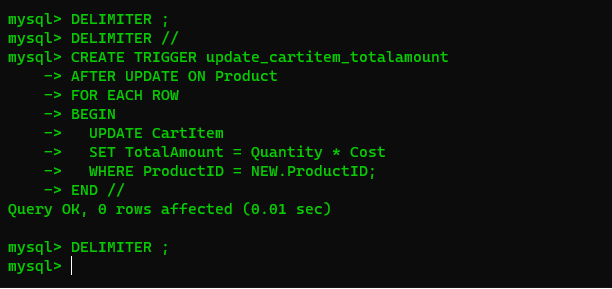 mysql> DELIMITER ;
mysql> DELIMITER //
mysql> CREATE TRIGGER update_cartitem_totalamount
    -> AFTER UPDATE ON Product
    -> FOR EACH ROW
    -> BEGIN
    ->   UPDATE CartItem
    ->   SET TotalAmount = Quantity * Cost
    ->   WHERE ProductID = NEW.ProductID;
    -> END //
Query OK, 0 rows affected (0.01 sec)

mysql> DELIMITER ;
mysql>